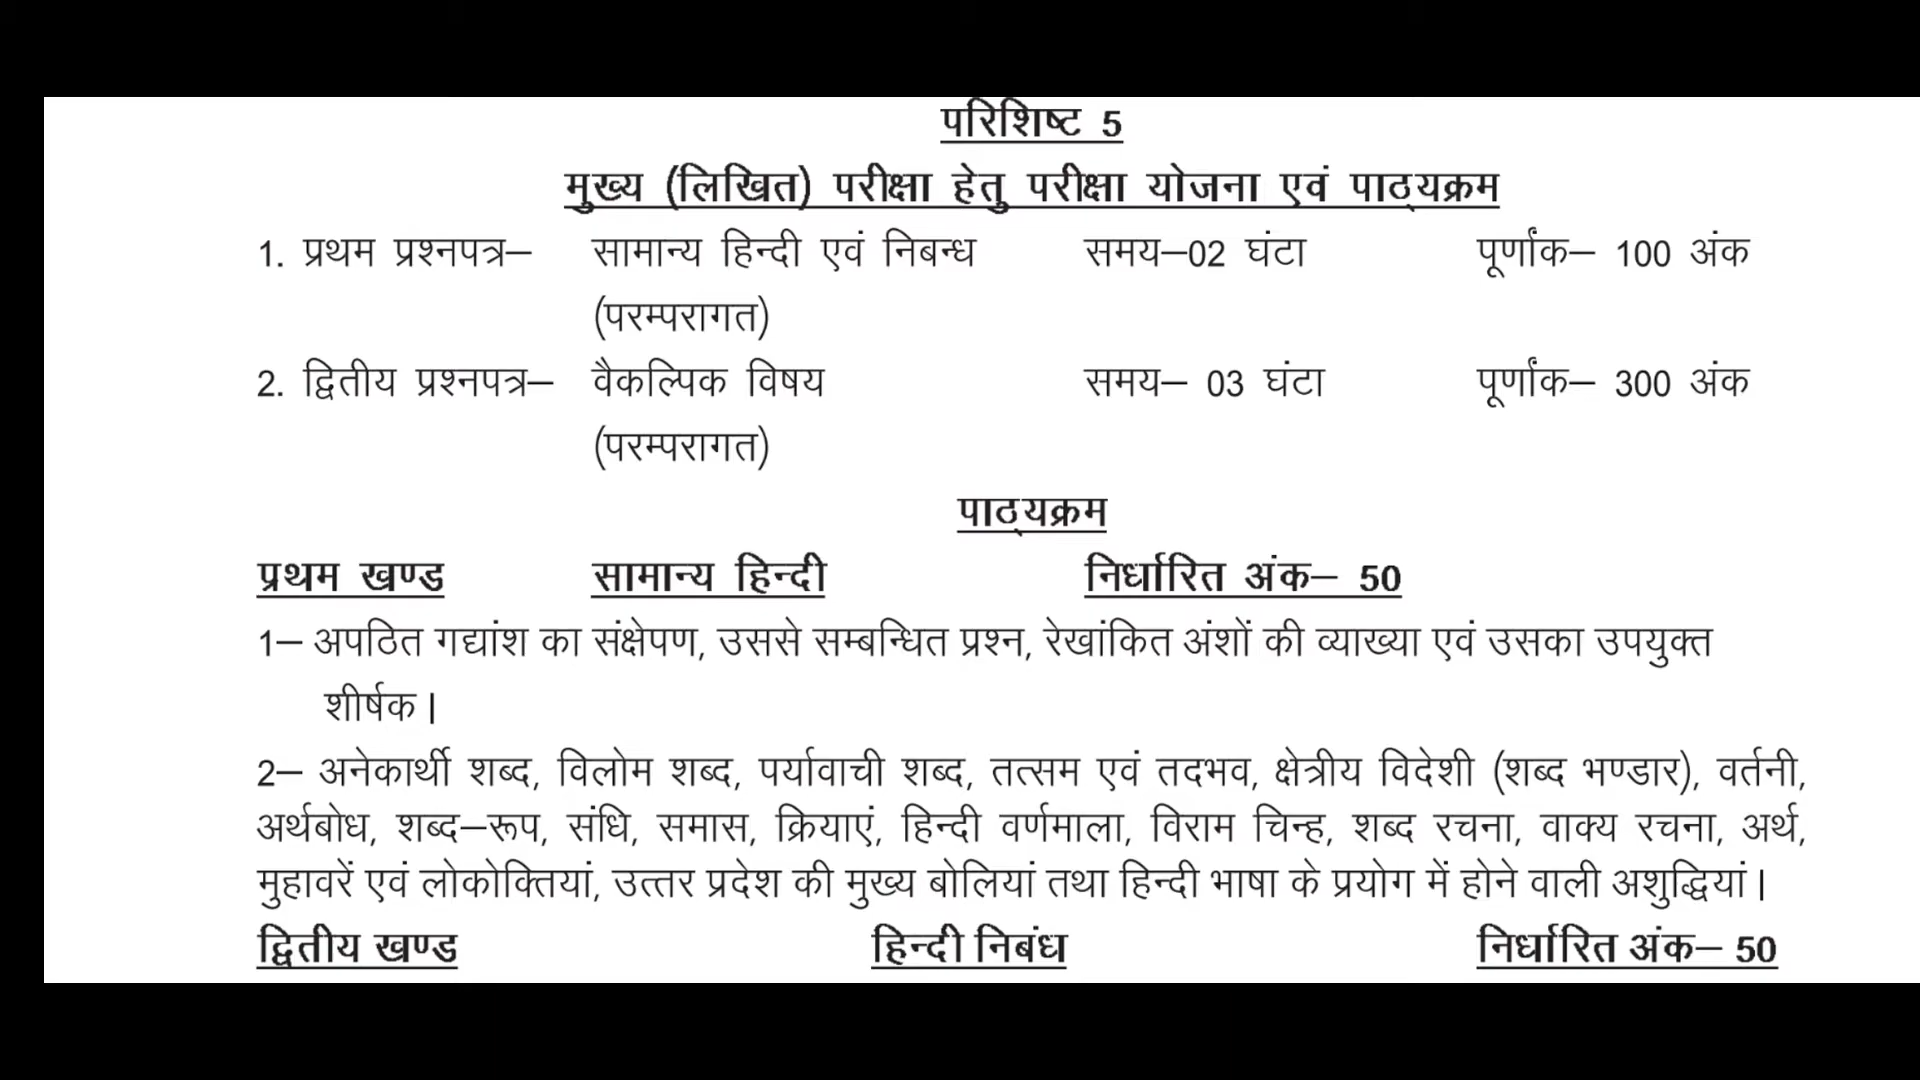 परिशिष्ट 5
मुख्य (लिखित) परीक्षा हेतु परीक्षा योजना एवं पाठ्यक्रम
1. प्रथम प्रश्नपत्र– सामान्य हिन्दी एवं निबन्ध समय–02 घंटा पूर्णांक– 100 अंक
(परम्परागत)
2. द्वितीय प्रश्नपत्र– वैकल्पिक विषय समय– 03 घंटा पूर्णांक– 300 अंक
(परम्परागत)
पाठ्यक्रम
प्रथम खण्ड सामान्य हिन्दी निर्धारित अंक– 50
1– अपठित गद्यांश का संक्षेपण, उससे सम्बन्धित प्रश्न, रेखांकित अंशों की व्याख्या एवं उसका उपयुक्त
शीर्षक।
2– अनेकार्थी शब्द, विलोम शब्द, पर्यावाची शब्द, तत्सम एवं तदभव, क्षेत्रीय विदेशी (शब्द भण्डार), वर्तनी,
अर्थबोध, शब्द–रूप, संधि, समास, क्रियाएं, हिन्दी वर्णमाला, विराम चिन्ह, शब्द रचना, वाक्य रचना, अर्थ,
मुहावरें एवं लोकोक्तियां, उत्तर प्रदेश की मुख्य बोलियां तथा हिन्दी भाषा के प्रयोग में होने वाली अशुद्धियां।
द्वितीय खण्ड हिन्दी निबंध निर्धारित अंक– 50